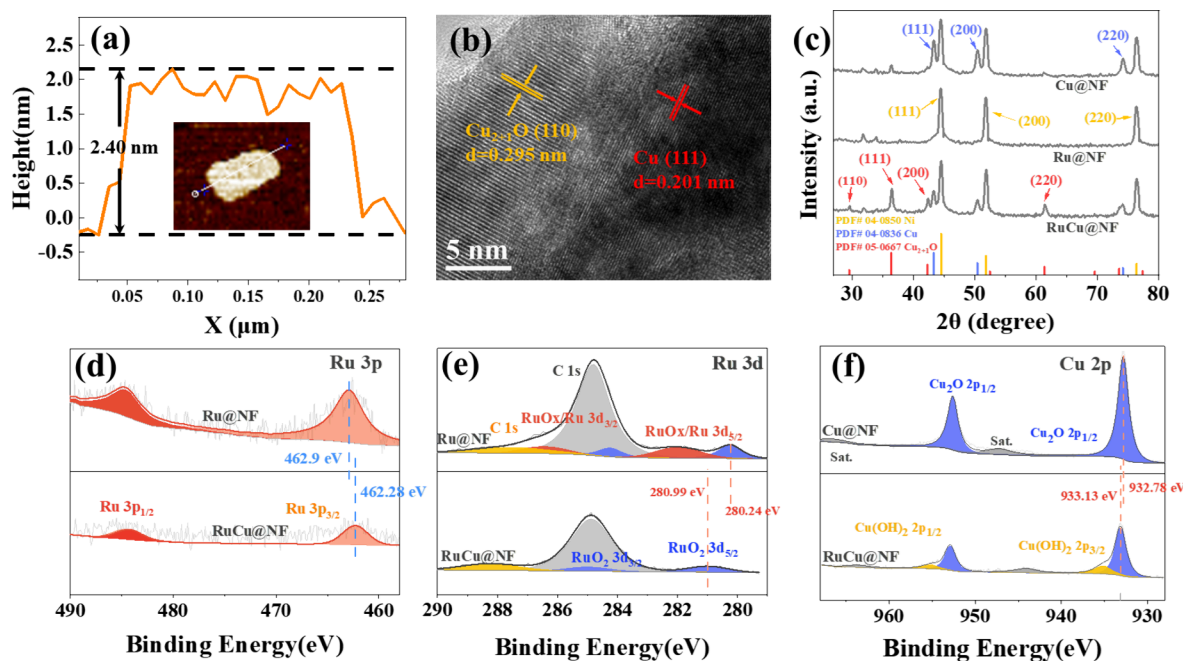 (a)
Height(nm)
2.5
2.0
1.5
1.0
0.5
0.0
-0.5
2.40 nm
0.05
0.10
0.15
0.20
0.25
X (μm)
(b)
Cu₂₊₁O (110)
d=0.295 nm
Cu (111)
d=0.201 nm
5 nm
(c)
Intensity (a.u.)
(111)
(200)
(220)
Cu@NF
(111)
(200)
(220)
Ru@NF
(110)
(111)
(200)
(220)
RuCu@NF
PDF# 04-0850 Ni
PDF# 04-0836 Cu
PDF# 05-0667 Cu₂₊₁O
30
40
50
60
70
80
2θ (degree)
(d)
Ru 3p
Ru@NF
462.9 eV
462.28 eV
Ru 3p₁/₂
Ru 3p₃/₂
RuCu@NF
490
480
470
460
Binding Energy(eV)
(e)
Ru 3d
C 1s
RuOx/Ru 3d₃/₂
C 1s
RuOx/Ru 3d₅/₂
Ru@NF
280.99 eV
280.24 eV
RuCu@NF
RuO₂ 3d₃/₂
RuO₂ 3d₅/₂
290
288
286
284
282
280
Binding Energy(eV)
(f)
Cu 2p
Cu₂O 2p₁/₂
Cu@NF
Sat.
Sat.
Cu₂O 2p₁/₂
933.13 eV
932.78 eV
Cu(OH)₂ 2p₁/₂
Cu(OH)₂ 2p₃/₂
RuCu@NF
960
950
940
930
Binding Energy(eV)